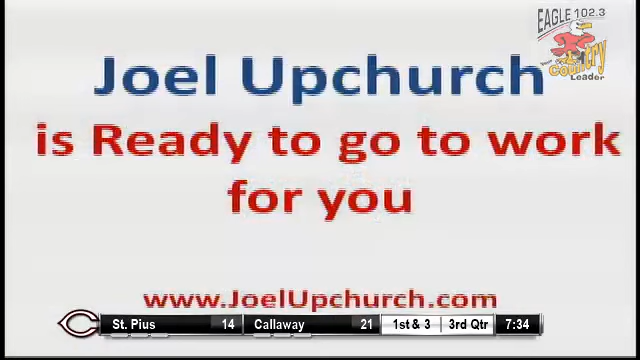 EAGLE 102.3
Your
Country
Leader
Joel Upchurch
is Ready to go to work
for you
www.JoelUpchurch.com
St. Pius 14 Callaway 21 1st & 3 3rd Qtr 7:34